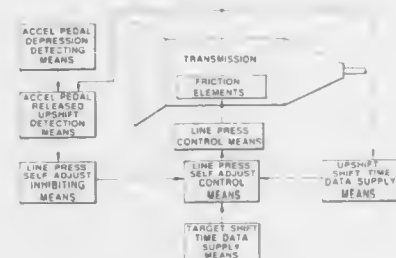 ACCEL PEDAL
DEPRESSION
DETECTING
MEANS
ACCEL PEDAL
RELEASED
UPSHIFT
DETECTION
MEANS
LINE PRESS
SELF ADJUST
INHIBITING
MEANS
TRANSMISSION
FRICTION
ELEMENTS
LINE PRESS
CONTROL MEANS
LINE PRESS
SELF ADJUST
CONTROL
MEANS
TARGET SHIFT
TIME DATA
SUPPLY
MEANS
UPSHIFT
SHIFT TIME
DATA SUPPLY
MEANS